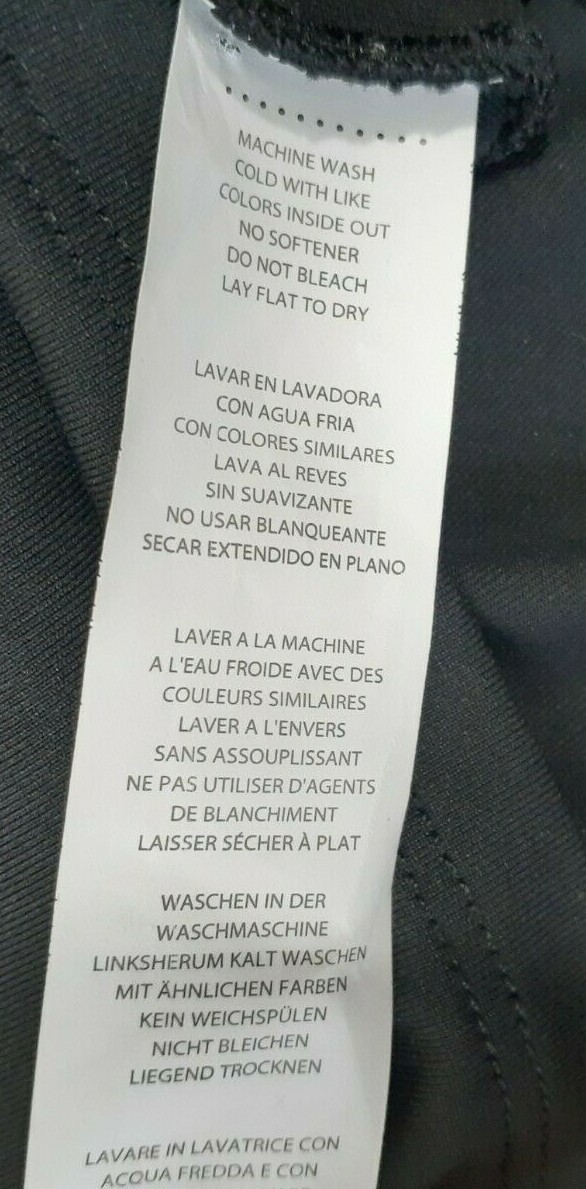 MACHINE WASH
COLD WITH LIKE
COLORS INSIDE OUT
NO SOFTENER
DO NOT BLEACH
LAY FLAT TO DRY
LAVAR EN LAVADORA
CON AGUA FRIA
CON COLORES SIMILARES
LAVA AL REVES
SIN SUAVIZANTE
NO USAR BLANQUEANTE
SECAR EXTENDIDO EN PLANO
LAVER A LA MACHINE
A L'EAU FROIDE AVEC DES
COULEURS SIMILAIRES
LAVER A L'ENVERS
SANS ASSOUPLISSANT
NE PAS UTILISER D'AGENTS
DE BLANCHIMENT
LAISSER SÉCHER À PLAT
WASCHEN IN DER
WASCHMASCHINE
LINKSHERUM KALT WASCHEN
MIT ÄHNLICHEN FARBEN
KEIN WEICHSPÜLEN
NICHT BLEICHEN
LIEGEND TROCKNEN
LAVARE IN LAVATRICE CON
ACQUA FREDDA E CON